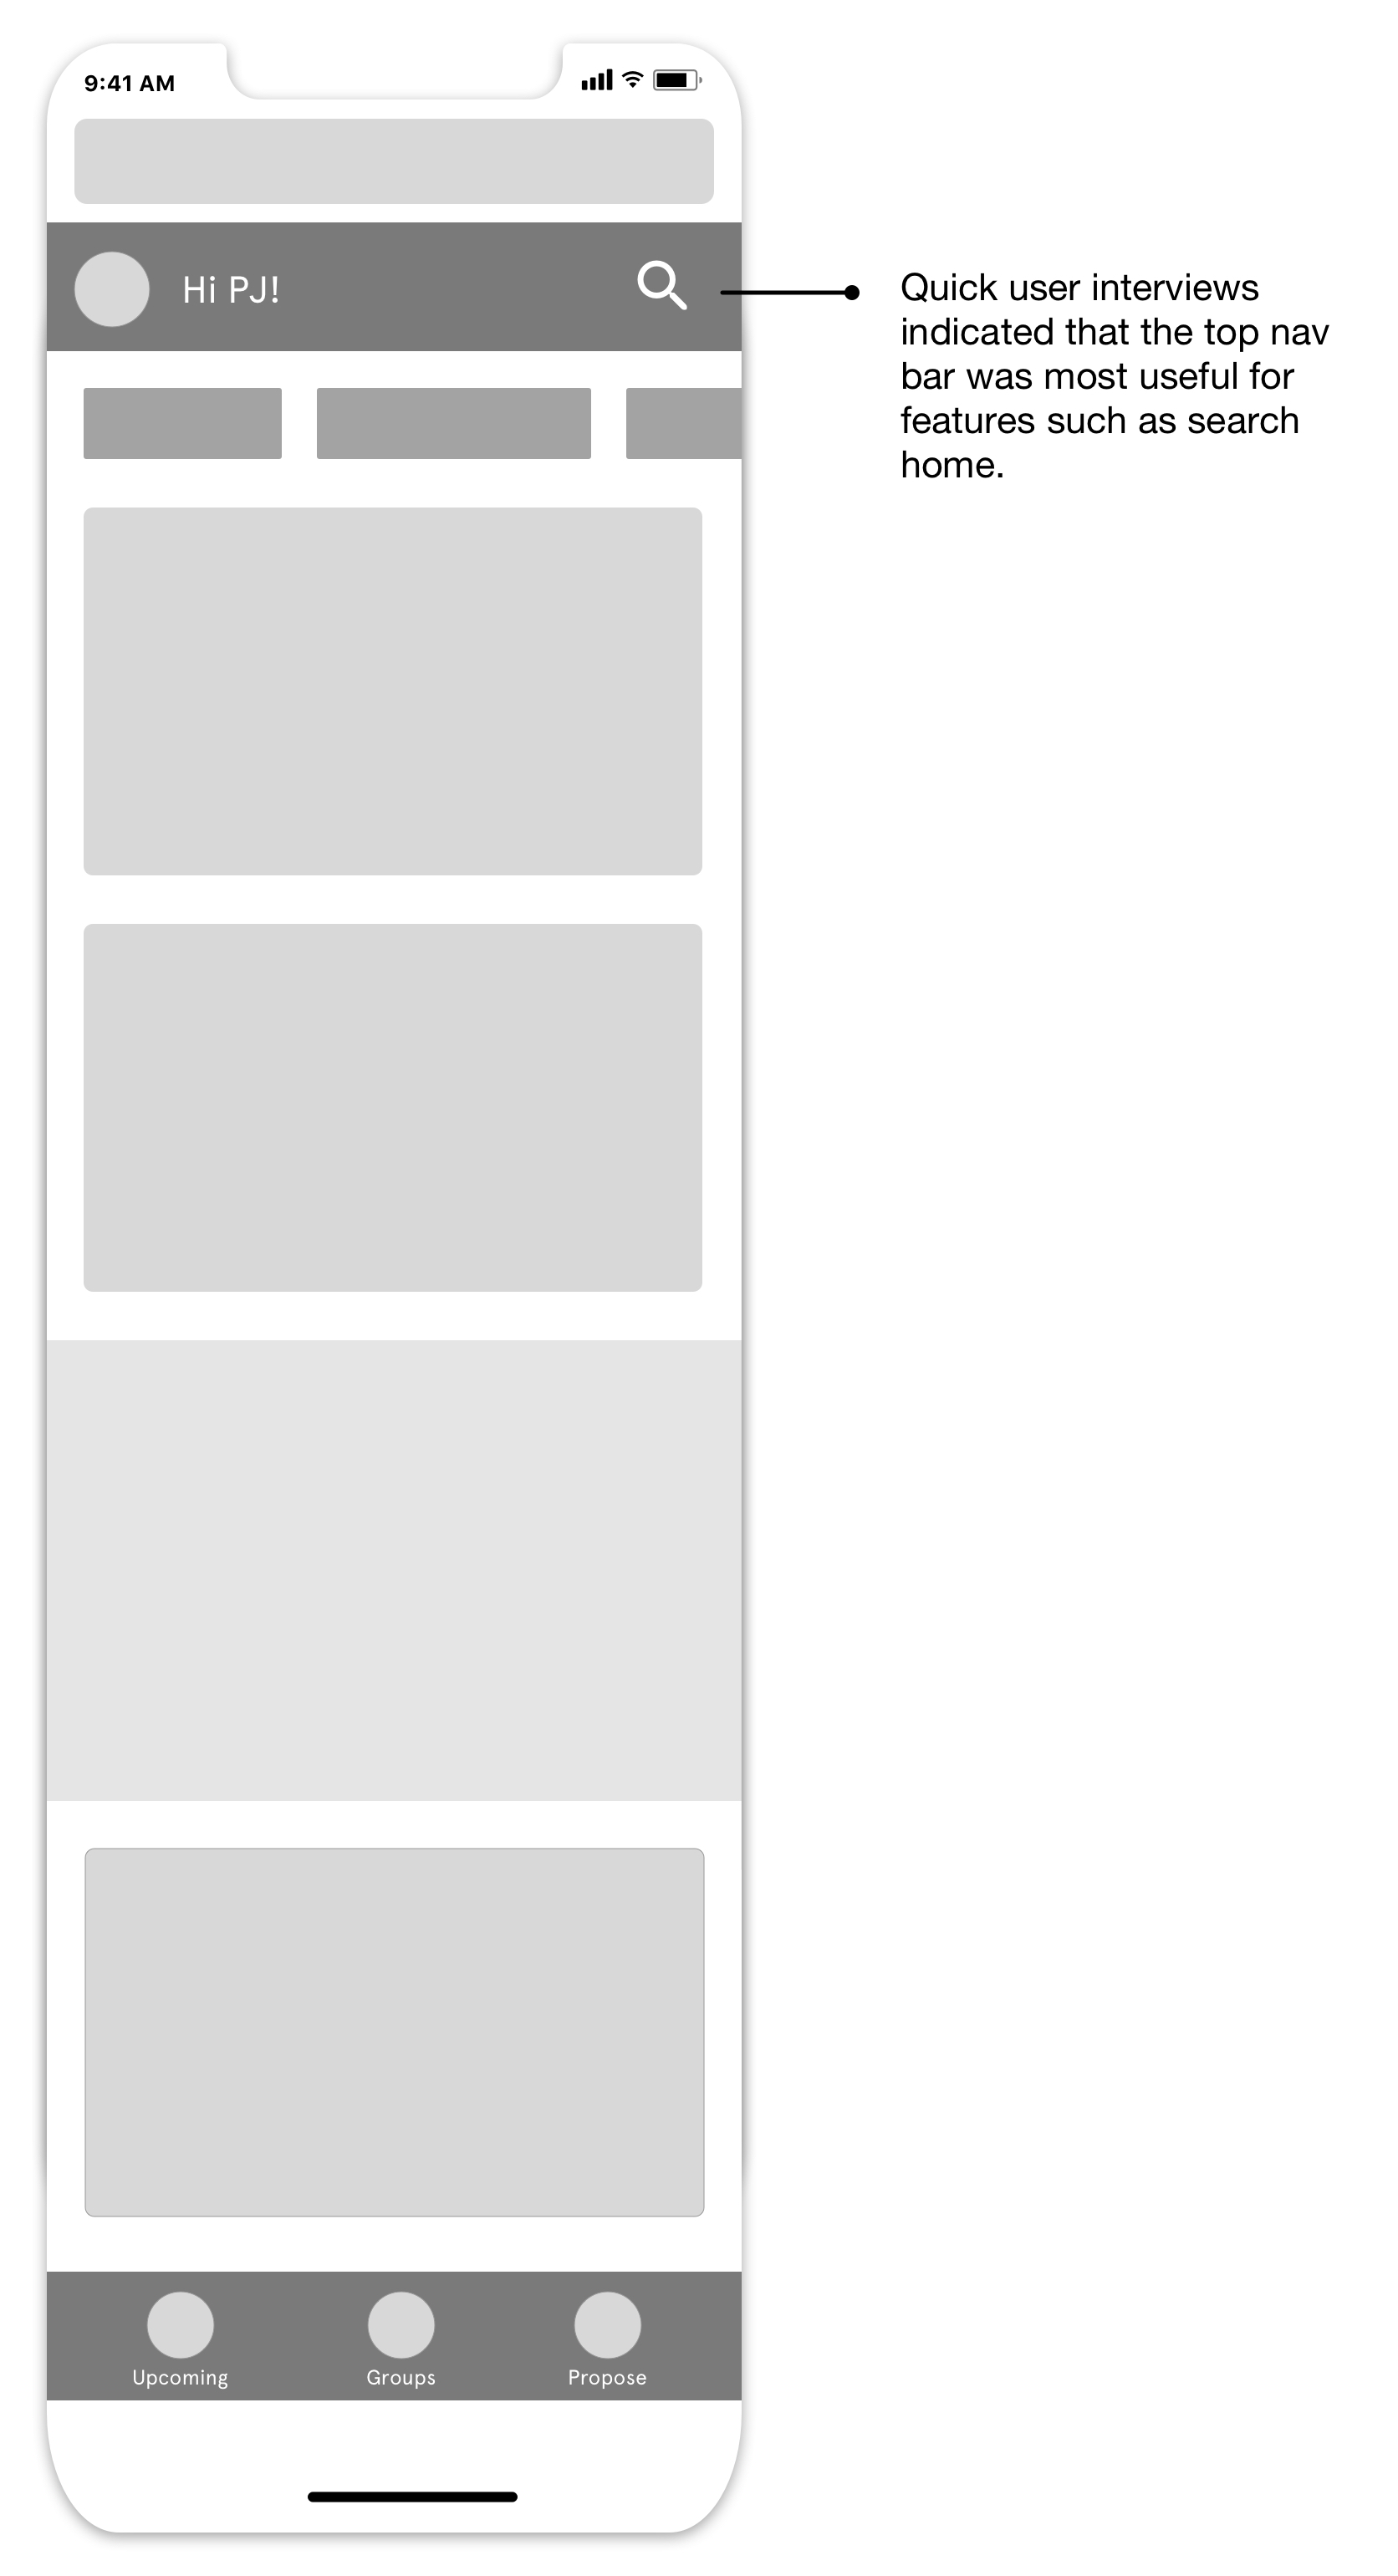 9:41 AM
Hi PJ!
Quick user interviews
indicated that the top nav
bar was most useful for
features such as search
home.
Upcoming
Groups
Propose